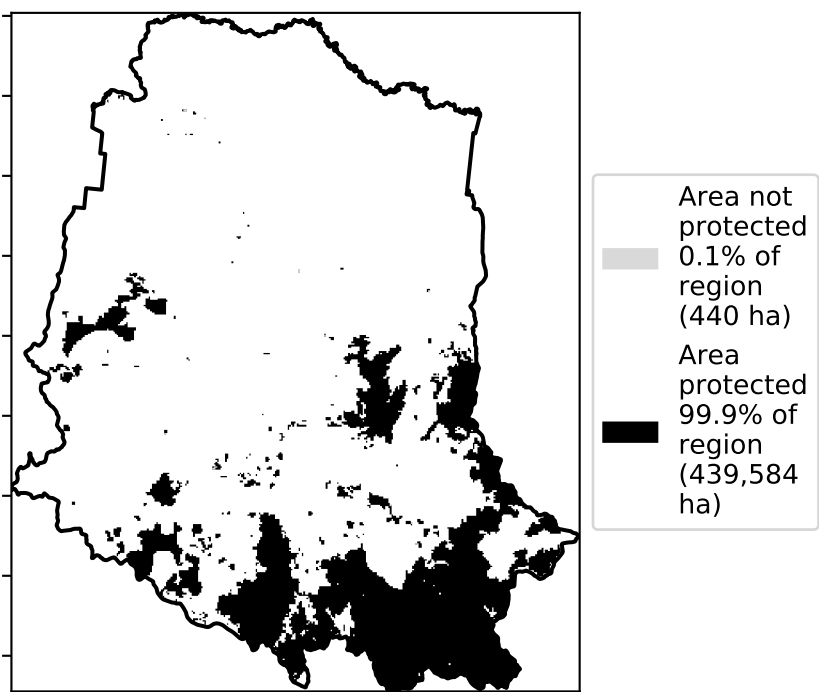 Area not
protected
0.1% of
region
(440 ha)
Area
protected
99.9% of
region
(439,584
ha)